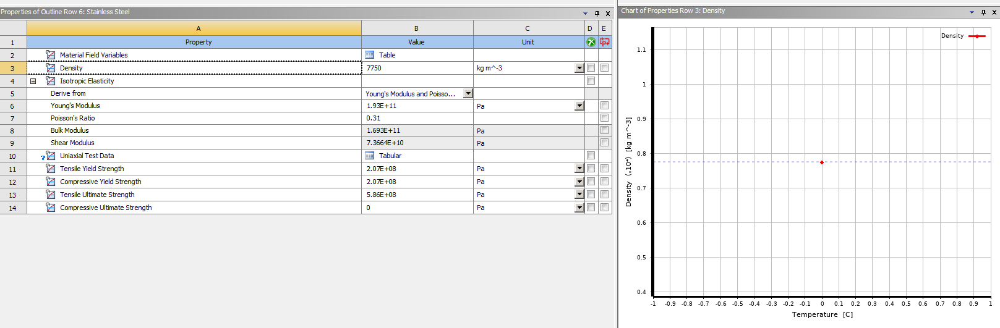 Properties of Outline Row 6: Stainless Steel
A B C D E
1 Property Value Unit
2 Material Field Variables Table
3 Density 7750 kg m^-3
4 Isotropic Elasticity
5 Derive from Young's Modulus and Poisso...
6 Young's Modulus 1.93E+11 Pa
7 Poisson's Ratio 0.31
8 Bulk Modulus 1.693E+11 Pa
9 Shear Modulus 7.3664E+10 Pa
10 Uniaxial Test Data Tabular
11 Tensile Yield Strength 2.07E+08 Pa
12 Compressive Yield Strength 2.07E+08 Pa
13 Tensile Ultimate Strength 5.86E+08 Pa
14 Compressive Ultimate Strength 0 Pa
Chart of Properties Row 3: Density
Density
1.1
1
0.9
0.8
0.7
0.6
0.5
0.4
Density (x10⁴) [kg m^-3]
-1 -0.9 -0.8 -0.7 -0.6 -0.5 -0.4 -0.3 -0.2 -0.1 0 0.1 0.2 0.3 0.4 0.5 0.6 0.7 0.8 0.9 1
Temperature [C]